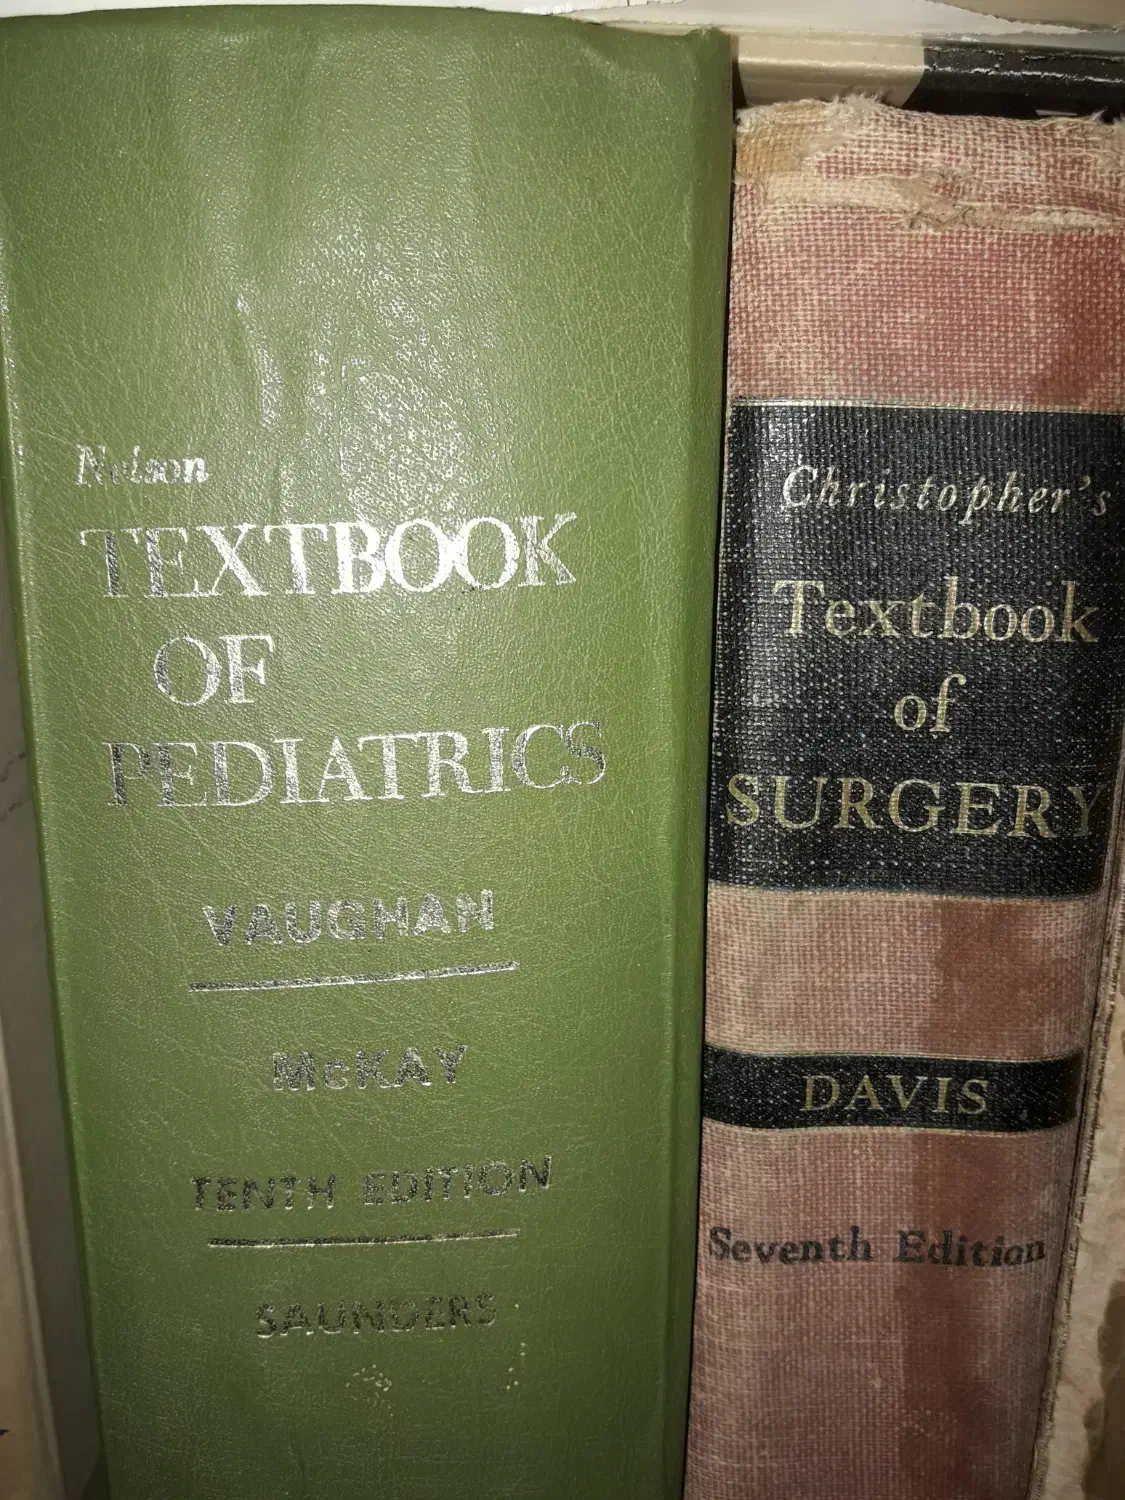 Nelson
TEXTBOOK
OF
PEDIATRICS
VAUGHAN
McKAY
TENTH EDITION
SAUNDERS
Christopher's
Textbook
of
SURGERY
DAVIS
Seventh Edition